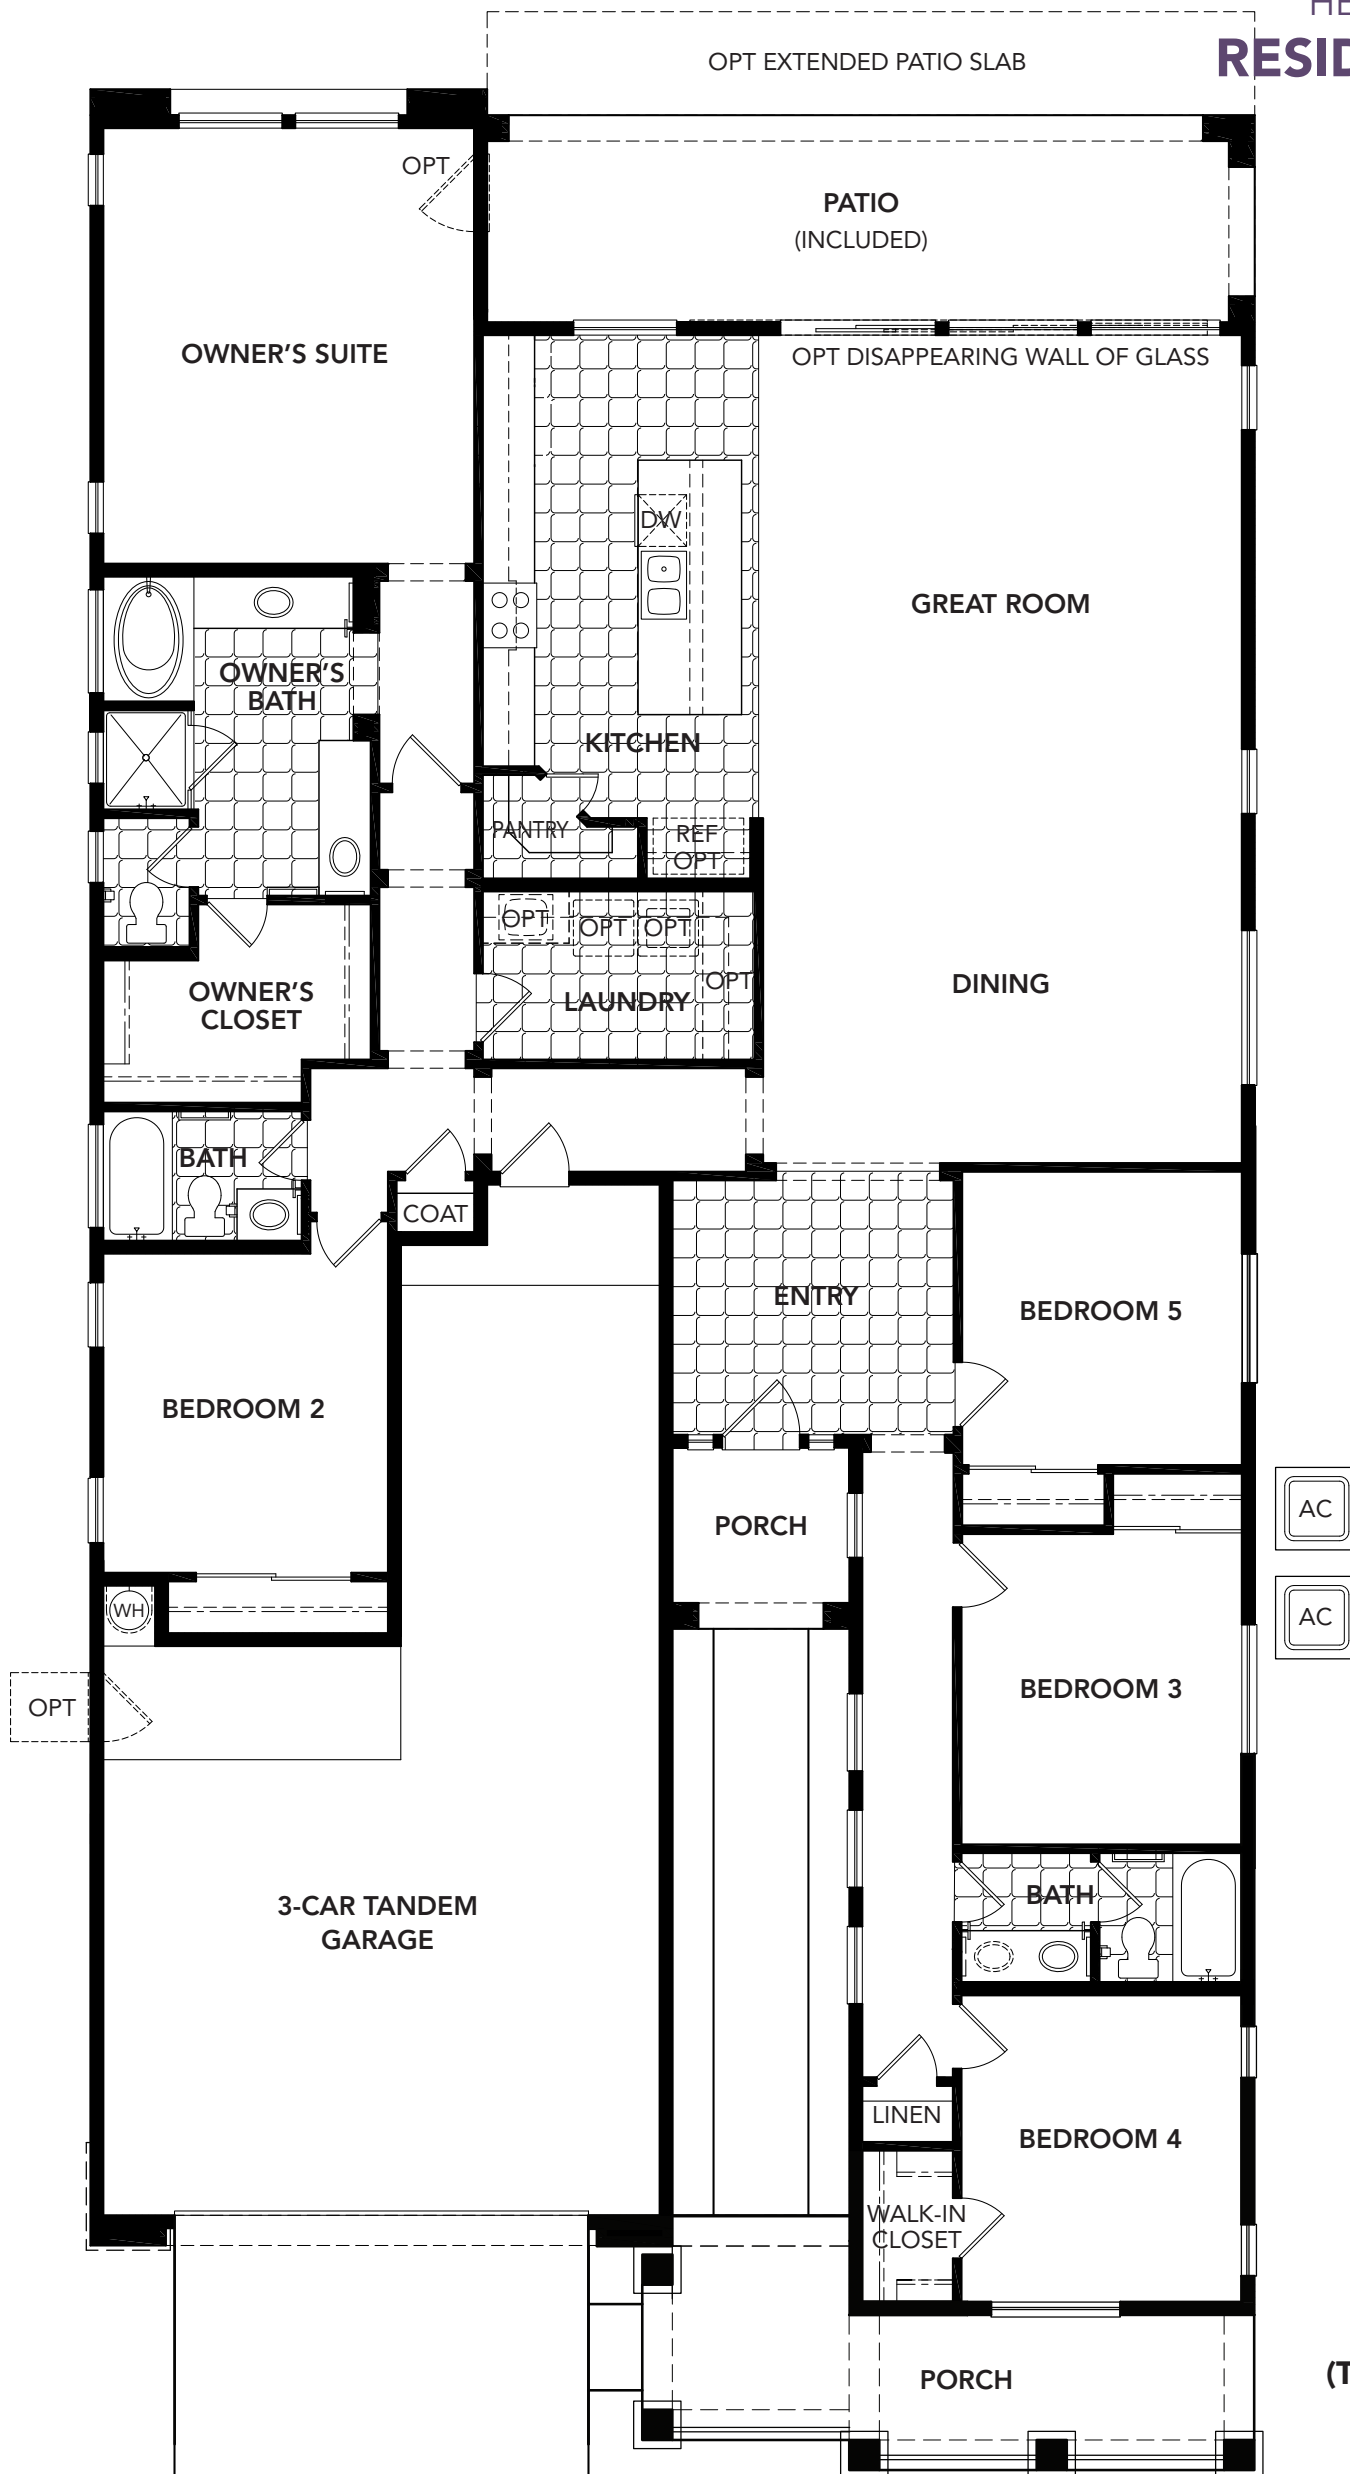 OPT EXTENDED PATIO SLAB
OPT
PATIO
(INCLUDED)
OWNER'S SUITE
OPT DISAPPEARING WALL OF GLASS
DW
GREAT ROOM
OWNER'S
BATH
KITCHEN
PANTRY
REF
OPT
OPT
OPT
OPT
OPT
LAUNDRY
DINING
OWNER'S
CLOSET
BATH
COAT
ENTRY
BEDROOM 5
BEDROOM 2
PORCH
AC
WH
AC
OPT
BEDROOM 3
3-CAR TANDEM
GARAGE
BATH
LINEN
BEDROOM 4
WALK-IN
CLOSET
PORCH